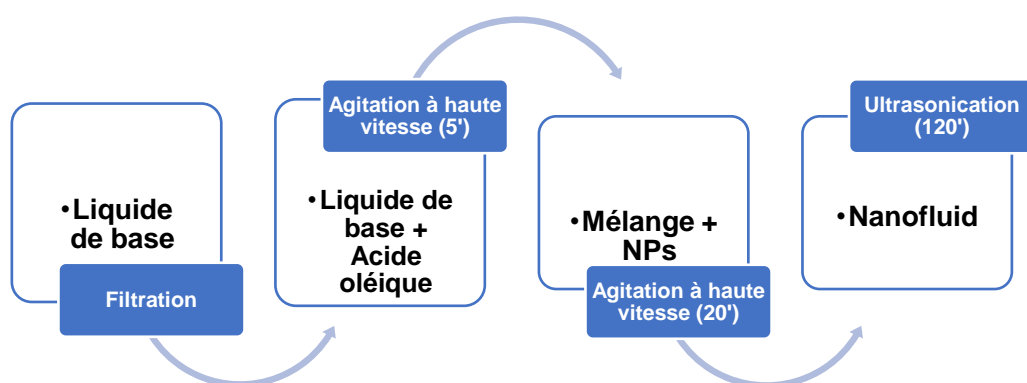 •Liquide
de base
Filtration
Agitation à haute
vitesse (5')
•Liquide de
base +
Acide
oléique
•Mélange +
NPs
Agitation à haute
vitesse (20')
Ultrasonication
(120')
•Nanofluid